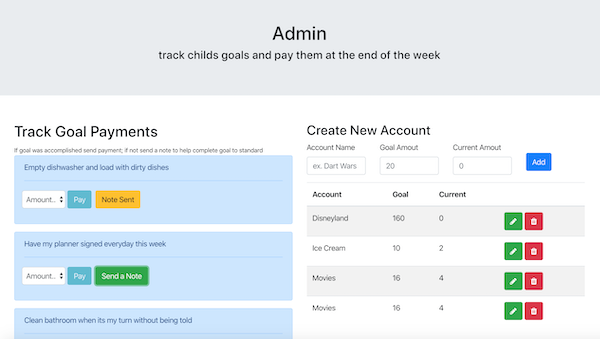 Admin
track childs goals and pay them at the end of the week
Track Goal Payments
If goal was accomplished send payment; if not send a note to help complete goal to standard
Empty dishwasher and load with dirty dishes
Amount.. Pay Note Sent
Have my planner signed everyday this week
Amount.. Pay Send a Note
Clean bathroom when its my turn without being told
Create New Account
Account Name Goal Amout Current Amout
ex. Dart Wars 20 0 Add
Account Goal Current
Disneyland 160 0
Ice Cream 10 2
Movies 16 4
Movies 16 4